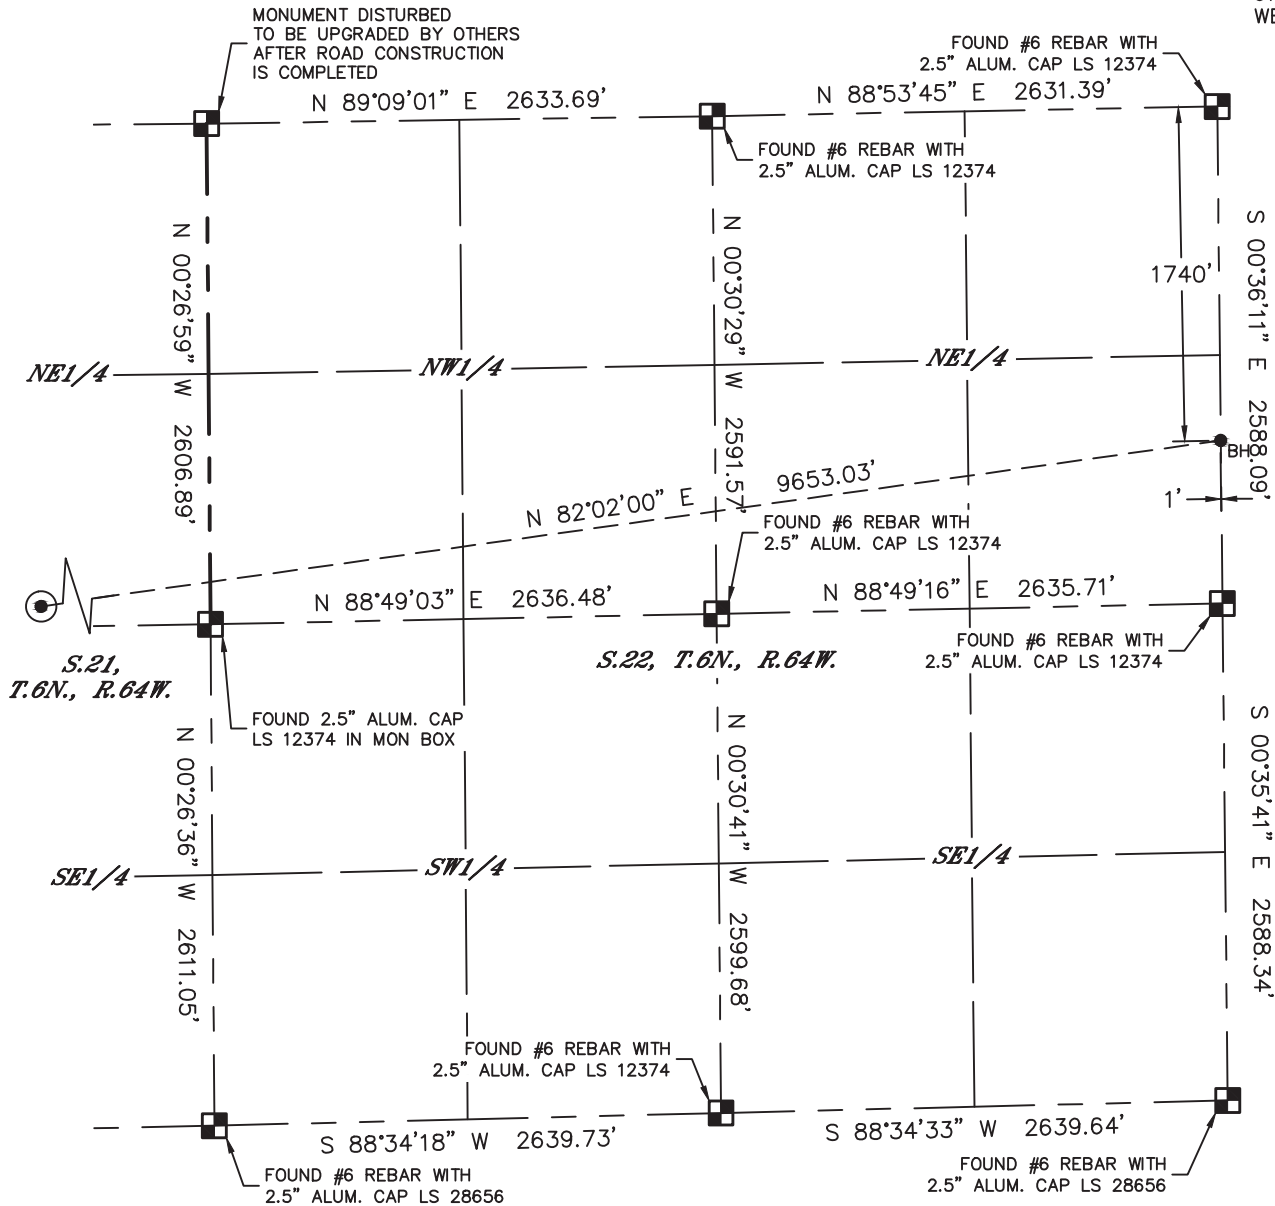 MONUMENT DISTURBED
TO BE UPGRADED BY OTHERS
AFTER ROAD CONSTRUCTION
IS COMPLETED
FOUND #6 REBAR WITH
2.5" ALUM. CAP LS 12374
N 89°09'01" E 2633.69'
N 88°53'45" E 2631.39'
FOUND #6 REBAR WITH
2.5" ALUM. CAP LS 12374
N 00°26'59" W 2606.89'
N 00°30'29" W 2591.57'
1740'
S 00°36'11" E 2588.09'
NE1/4
NW1/4
NE1/4
BH
1'
N 82°02'00" E 9653.03'
FOUND #6 REBAR WITH
2.5" ALUM. CAP LS 12374
N 88°49'03" E 2636.48'
N 88°49'16" E 2635.71'
FOUND #6 REBAR WITH
2.5" ALUM. CAP LS 12374
S.21,
T.6N., R.64W.
S.22, T.6N., R.64W.
FOUND 2.5" ALUM. CAP
LS 12374 IN MON BOX
N 00°26'36" W 2611.05'
N 00°30'41" W 2599.68'
S 00°35'41" E 2588.34'
SE1/4
SW1/4
SE1/4
FOUND #6 REBAR WITH
2.5" ALUM. CAP LS 12374
S 88°34'18" W 2639.73'
S 88°34'33" W 2639.64'
FOUND #6 REBAR WITH
2.5" ALUM. CAP LS 28656
FOUND #6 REBAR WITH
2.5" ALUM. CAP LS 28656